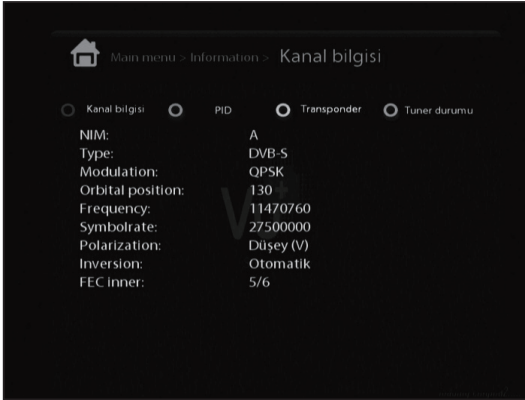 Main menu > Information > Kanal bilgisi
Kanal bilgisi PID Transponder Tuner durumu
NIM: A
Type: DVB-S
Modulation: QPSK
Orbital position: 130
Frequency: 11470760
Symbolrate: 27500000
Polarization: Düşey (V)
Inversion: Otomatik
FEC inner: 5/6
VU+